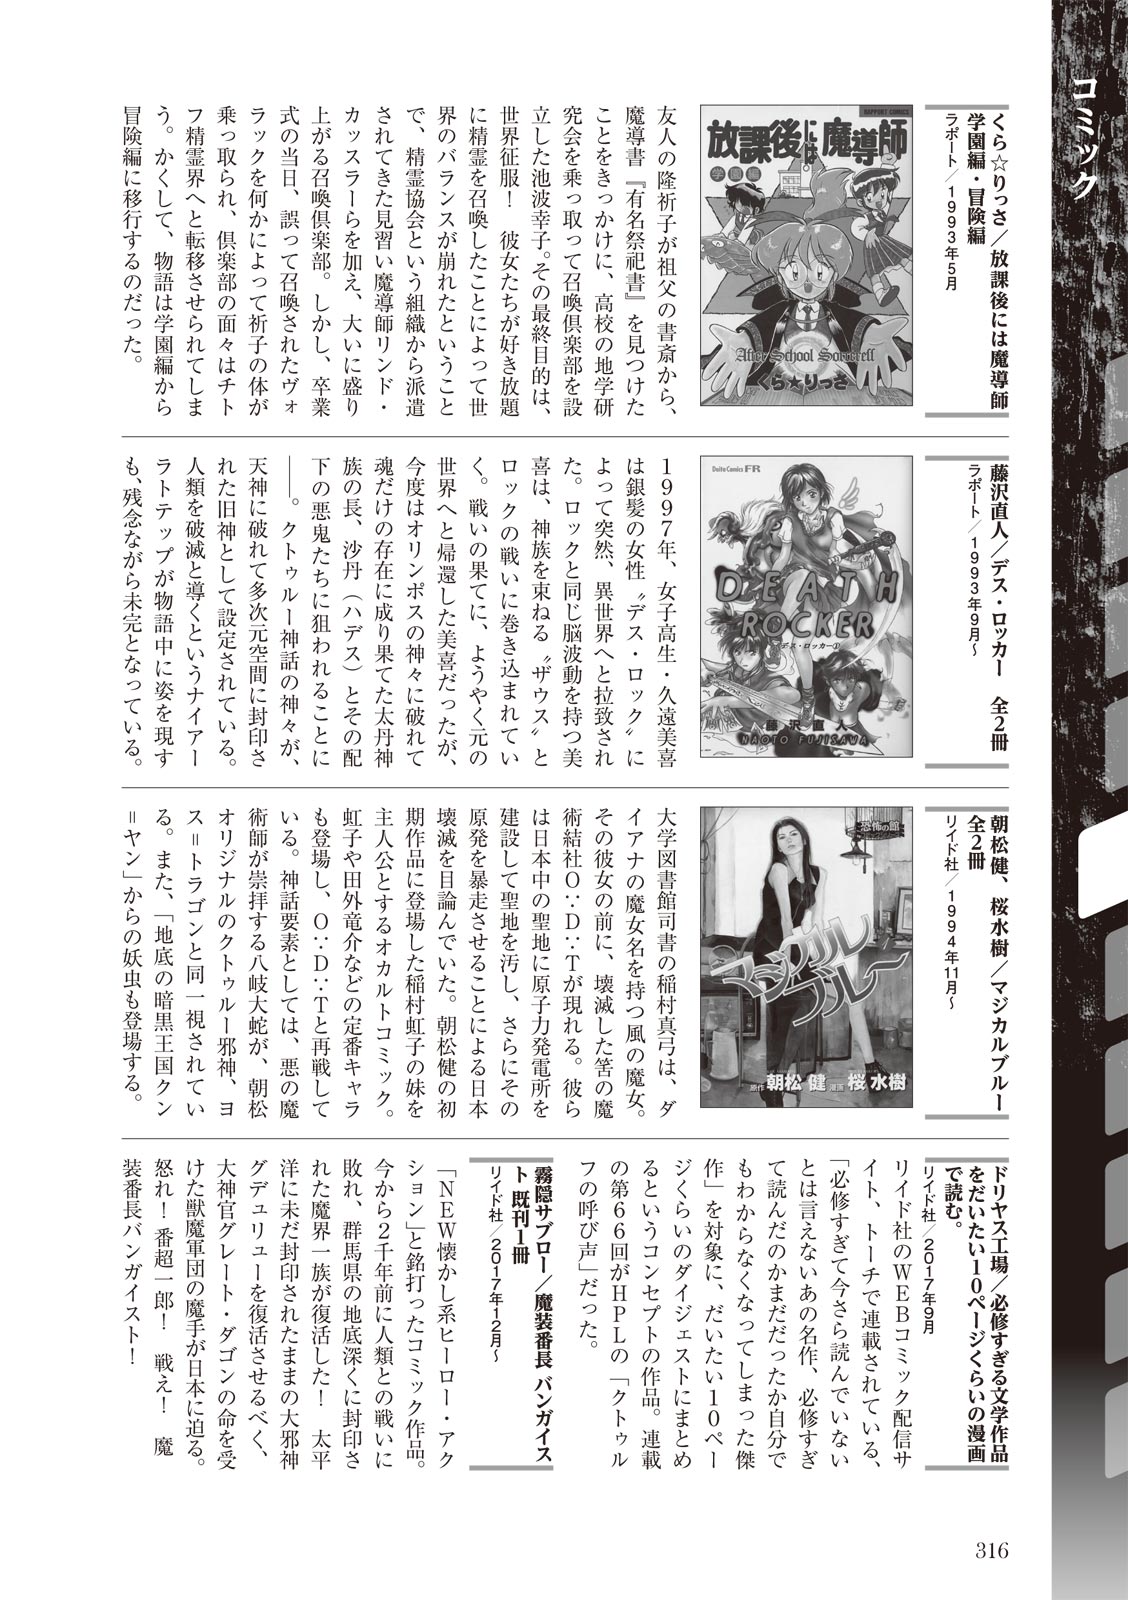 コミック
くら☆りっさ／放課後には魔導師
学園編・冒険編
ラポート／1993年5月
RAPPORT COMICS
放課後には魔導師
学園編
After School Sorcerell
くら★りっさ
友人の隆祈子が祖父の書斎から、
魔導書『有名祭祀書』を見つけた
ことをきっかけに、高校の地学研
究会を乗っ取って召喚倶楽部を設
立した池波幸子。その最終目的は、
世界征服！　彼女たちが好き放題
に精霊を召喚したことによって世
界のバランスが崩れたということ
で、精霊協会という組織から派遣
されてきた見習い魔導師リンド・
カッスラーらを加え、大いに盛り
上がる召喚倶楽部。しかし、卒業
式の当日、誤って召喚されたヴォ
ラックを何かによって祈子の体が
乗っ取られ、倶楽部の面々はチト
フ精霊界へと転移させられてしま
う。かくして、物語は学園編から
冒険編に移行するのだった。
藤沢直人／デス・ロッカー　全2冊
ラポート／1993年9月〜
Daito Comics FR
DEATH
ROCKER
デス・ロッカー①
藤沢直人
NAOTO FUJISAWA
1997年、女子高生・久遠美喜
は銀髪の女性〝デス・ロック〟に
よって突然、異世界へと拉致され
た。ロックと同じ脳波動を持つ美
喜は、神族を束ねる〝ザウス〟と
ロックの戦いに巻き込まれてい
く。戦いの果てに、ようやく元の
世界へと帰還した美喜だったが、
今度はオリンポスの神々に破れて
魂だけの存在に成り果てた太丹神
族の長、沙丹（ハデス）とその配
下の悪鬼たちに狙われることに
――。クトゥルー神話の神々が、
天神に破れて多次元空間に封印さ
れた旧神として設定されている。
人類を破滅と導くというナイアー
ラトテップが物語中に姿を現す
も、残念ながら未完となっている。
朝松健、桜水樹／マジカルブルー
全2冊
リイド社／1994年11月〜
恐怖の館
マジカルブルー
原作 朝松 健 漫画 桜 水樹
大学図書館司書の稲村真弓は、ダ
イアナの魔女名を持つ風の魔女。
その彼女の前に、壊滅した筈の魔
術結社O∵D∵Tが現れる。彼ら
は日本中の聖地に原子力発電所を
建設して聖地を汚し、さらにその
原発を暴走させることによる日本
壊滅を目論んでいた。朝松健の初
期作品に登場した稲村虹子の妹を
主人公とするオカルトコミック。
虹子や田外竜介などの定番キャラ
も登場し、O∵D∵Tと再戦して
いる。神話要素としては、悪の魔
術師が崇拝する八岐大蛇が、朝松
オリジナルのクトゥルー邪神、ヨ
ス＝トラゴンと同一視されてい
る。また、「地底の暗黒王国クン
＝ヤン」からの妖虫も登場する。
ドリヤス工場／必修すぎる文学作品
をだいたい10ページくらいの漫画
で読む。
リイド社／2017年9月
リイド社のWEBコミック配信サ
イト、トーチで連載されている、
「必修すぎて今さら読んでいない
とは言えないあの名作、必修すぎ
て読んだのかまだだったか自分で
もわからなくなってしまった傑
作」を対象に、だいたい10ペー
ジくらいのダイジェストにまとめ
るというコンセプトの作品。連載
の第66回がHPLの「クトゥル
フの呼び声」だった。
霧隠サブロー／魔装番長 バンガイス
ト 既刊1冊
リイド社／2017年12月〜
「NEW懐かし系ヒーロー・アク
ション」と銘打ったコミック作品。
今から2千年前に人類との戦いに
敗れ、群馬県の地底深くに封印さ
れた魔界一族が復活した！　太平
洋に未だ封印されたままの大邪神
グデュリューを復活させるべく、
大神官グレート・ダゴンの命を受
けた獣魔軍団の魔手が日本に迫る。
怒れ！番超一郎！　戦え！　魔
装番長バンガイスト！
316